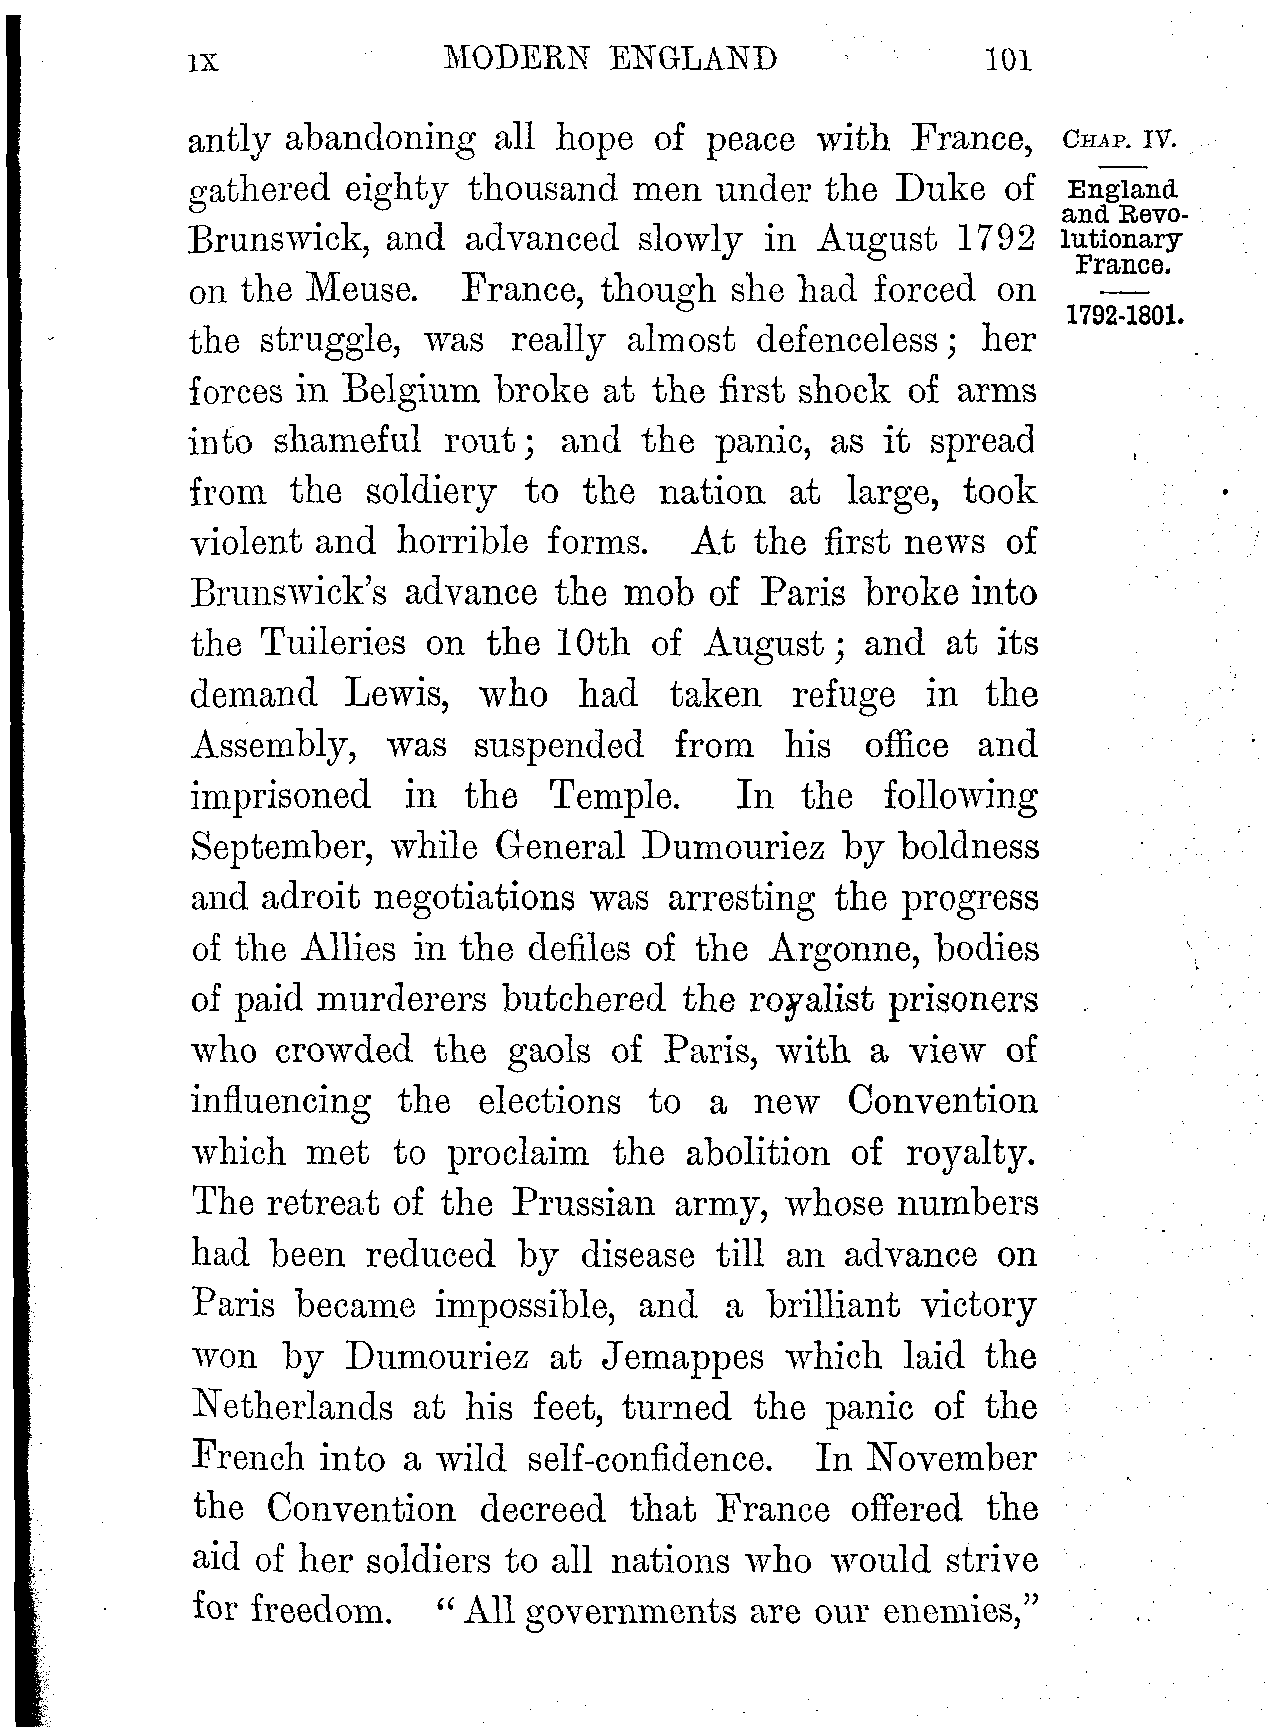 IX MODERN ENGLAND 101
antly abandoning all hope of peace with France,
gathered eighty thousand men under the Duke of
Brunswick, and advanced slowly in August 1792
on the Meuse. France, though she had forced on
the struggle, was really almost defenceless; her
forces in Belgium broke at the first shock of arms
into shameful rout; and the panic, as it spread
from the soldiery to the nation at large, took
violent and horrible forms. At the first news of
Brunswick's advance the mob of Paris broke into
the Tuileries on the 10th of August; and at its
demand Lewis, who had taken refuge in the
Assembly, was suspended from his office and
imprisoned in the Temple. In the following
September, while General Dumouriez by boldness
and adroit negotiations was arresting the progress
of the Allies in the defiles of the Argonne, bodies
of paid murderers butchered the royalist prisoners
who crowded the gaols of Paris, with a view of
influencing the elections to a new Convention
which met to proclaim the abolition of royalty.
The retreat of the Prussian army, whose numbers
had been reduced by disease till an advance on
Paris became impossible, and a brilliant victory
won by Dumouriez at Jemappes which laid the
Netherlands at his feet, turned the panic of the
French into a wild self-confidence. In November
the Convention decreed that France offered the
aid of her soldiers to all nations who would strive
for freedom. "All governments are our enemies,"
CHAP. IV.
England
and Revo-
lutionary
France.
1792-1801.